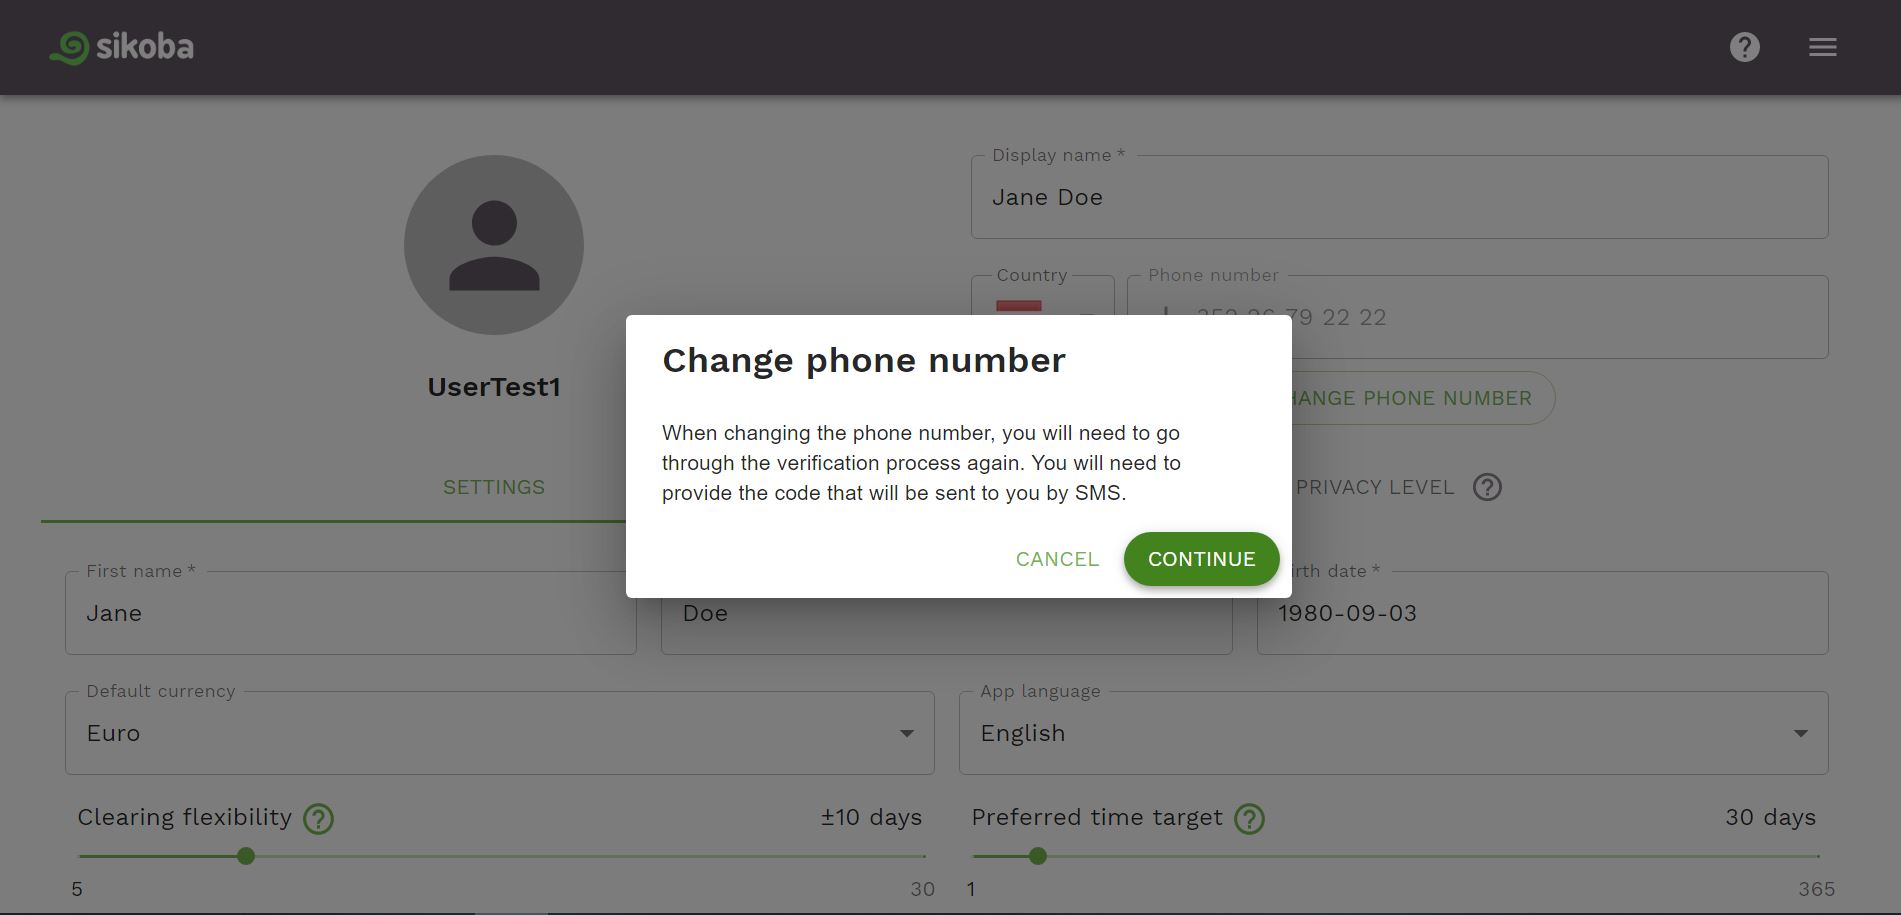 sikoba
Display name *
Jane Doe
Country
Phone number
79 22 22
UserTest1
Change phone number
When changing the phone number, you will need to go
through the verification process again. You will need to
provide the code that will be sent to you by SMS.
CANCEL
CONTINUE
PHONE NUMBER
SETTINGS
PRIVACY LEVEL
First name *
Jane
Doe
date *
1980-09-03
Default currency
Euro
App language
English
Clearing flexibility
±10 days
5
30
Preferred time target
30 days
1
365